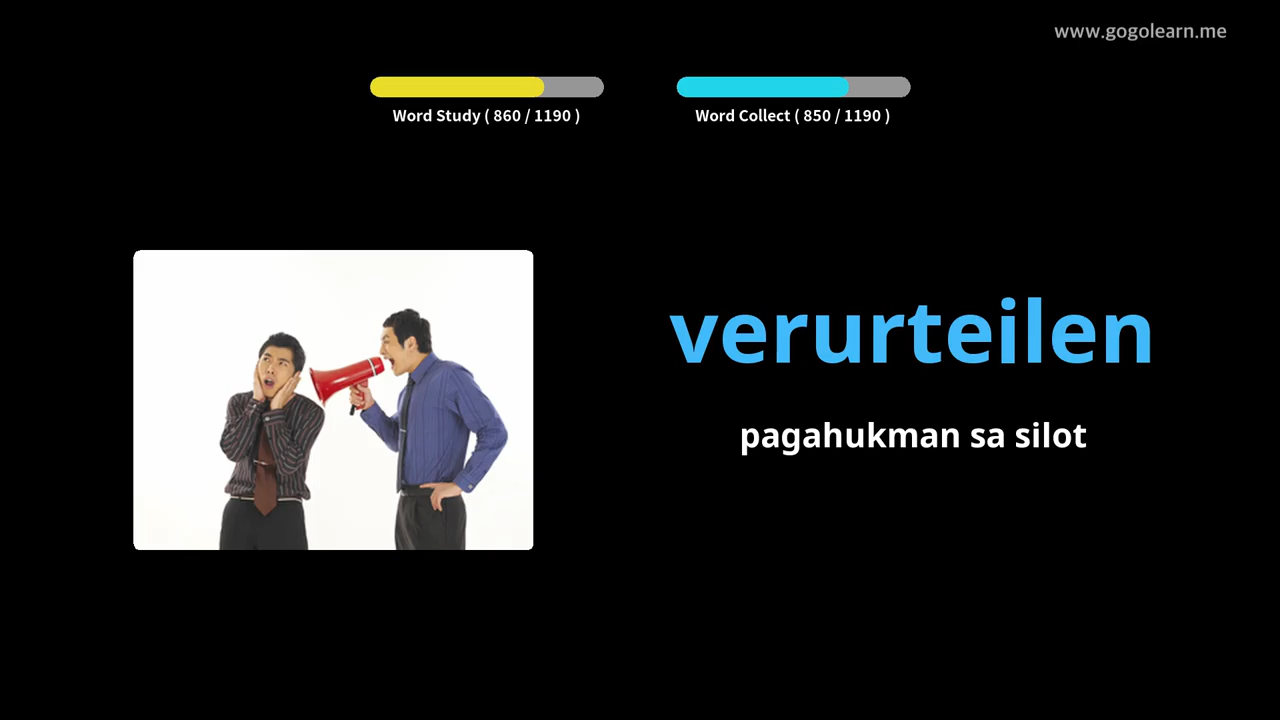 www.gogolearn.me
Word Study ( 860 / 1190 )
Word Collect ( 850 / 1190 )
verurteilen
pagahukman sa silot